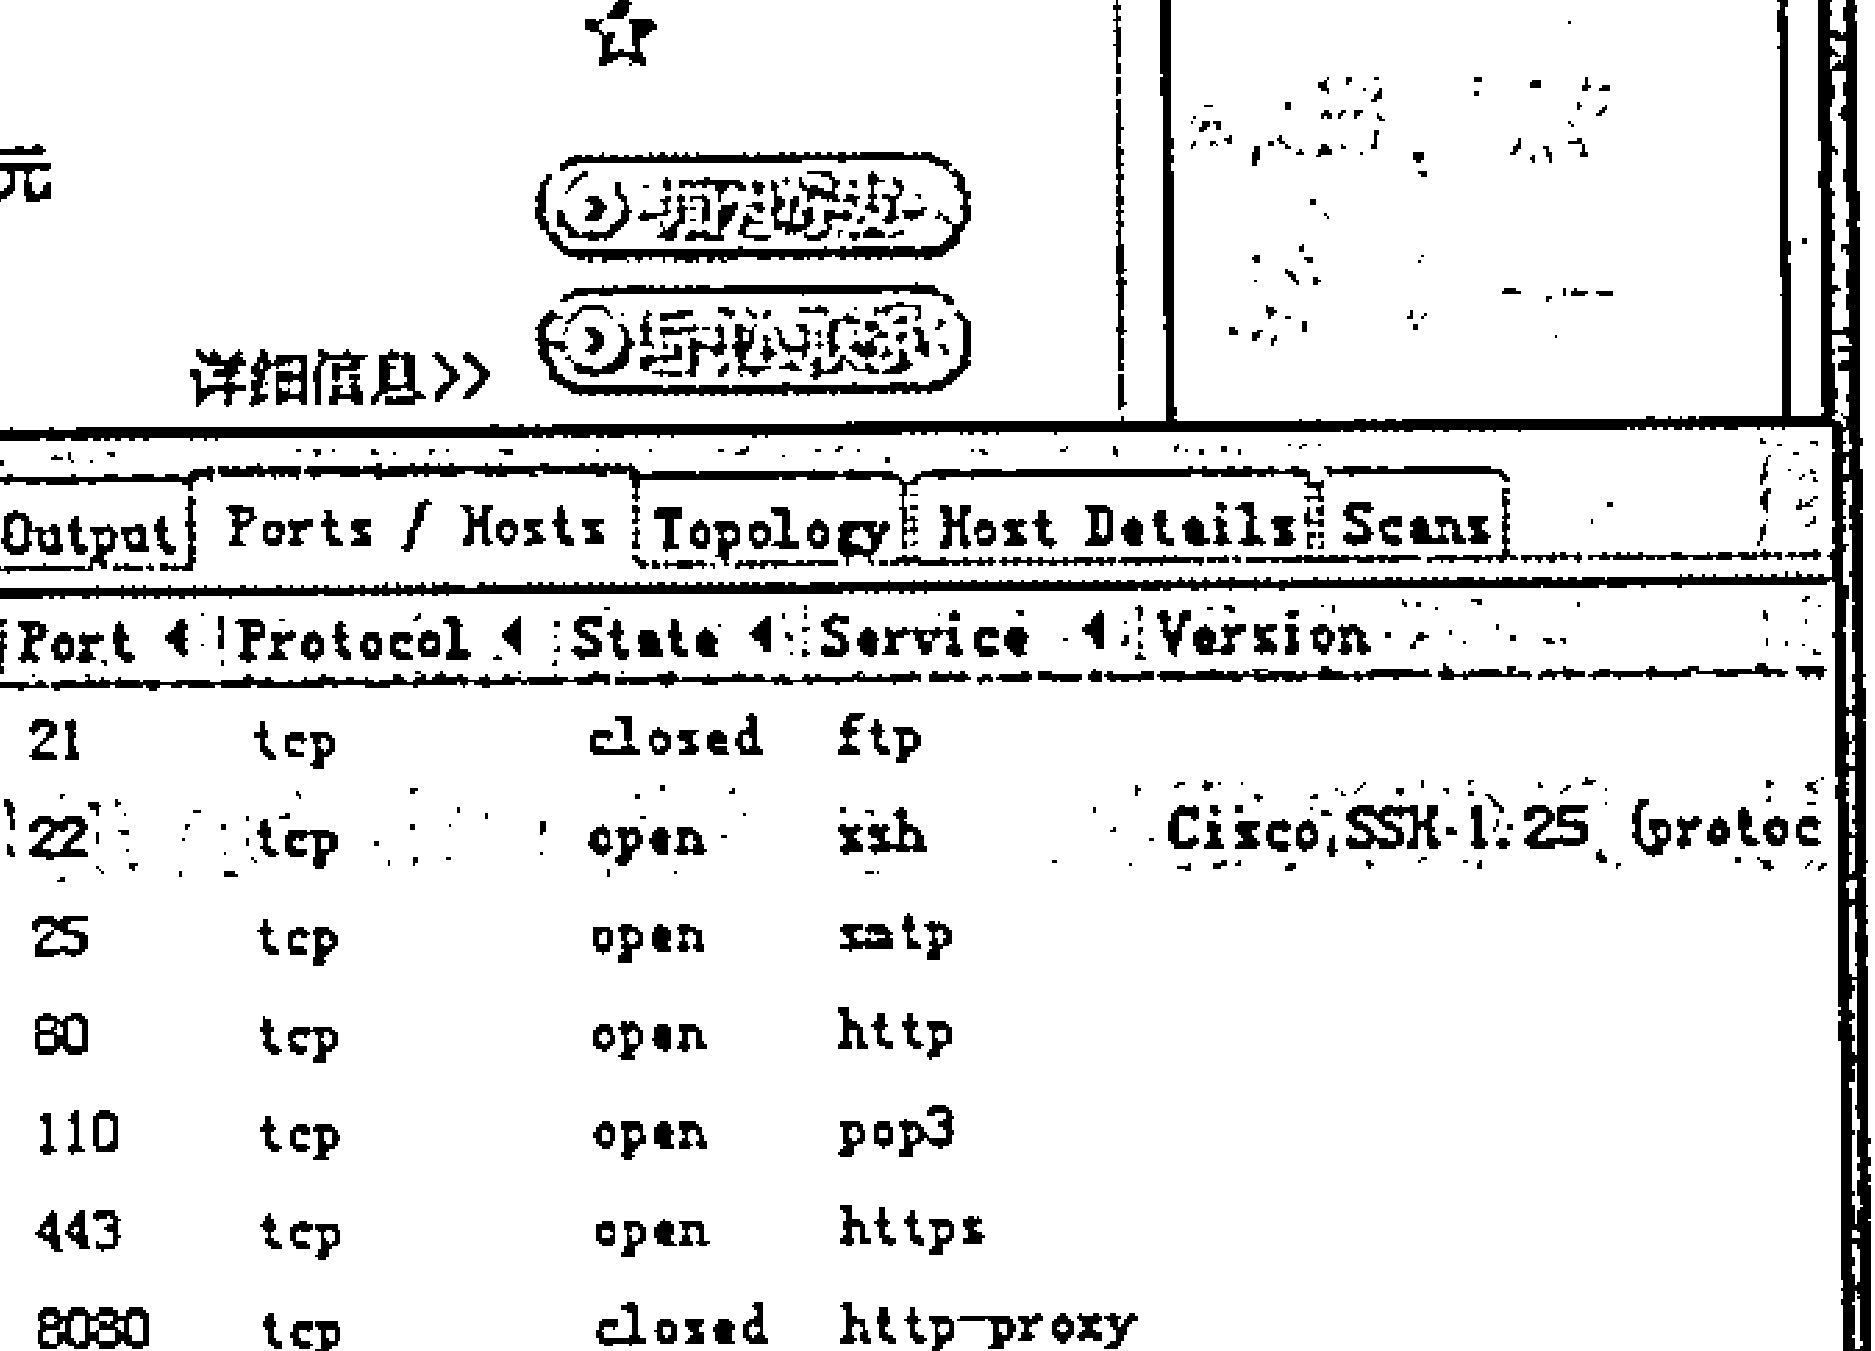 元
详细信息>>
Output Ports / Hosts Topology Host Details Scans
Port Protocol State Service Version
21 tcp closed ftp
22 tcp open ssh Cisco SSH 1.25 (protoc
25 tcp open smtp
80 tcp open http
110 tcp open pop3
443 tcp open https
8080 tcp closed http-proxy